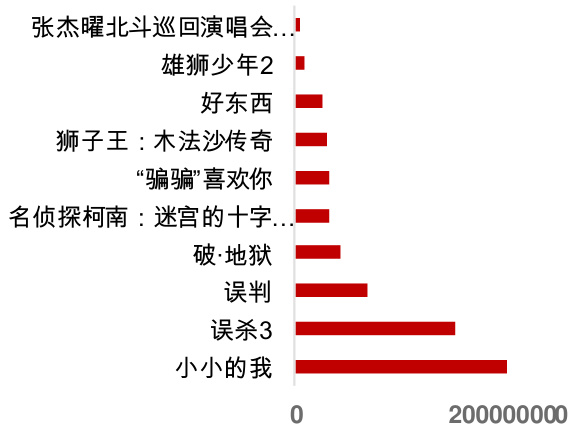 张杰曜北斗巡回演唱会…
雄狮少年2
好东西
狮子王：木法沙传奇
“骗骗”喜欢你
名侦探柯南：迷宫的十字…
破·地狱
误判
误杀3
小小的我
0 200000000